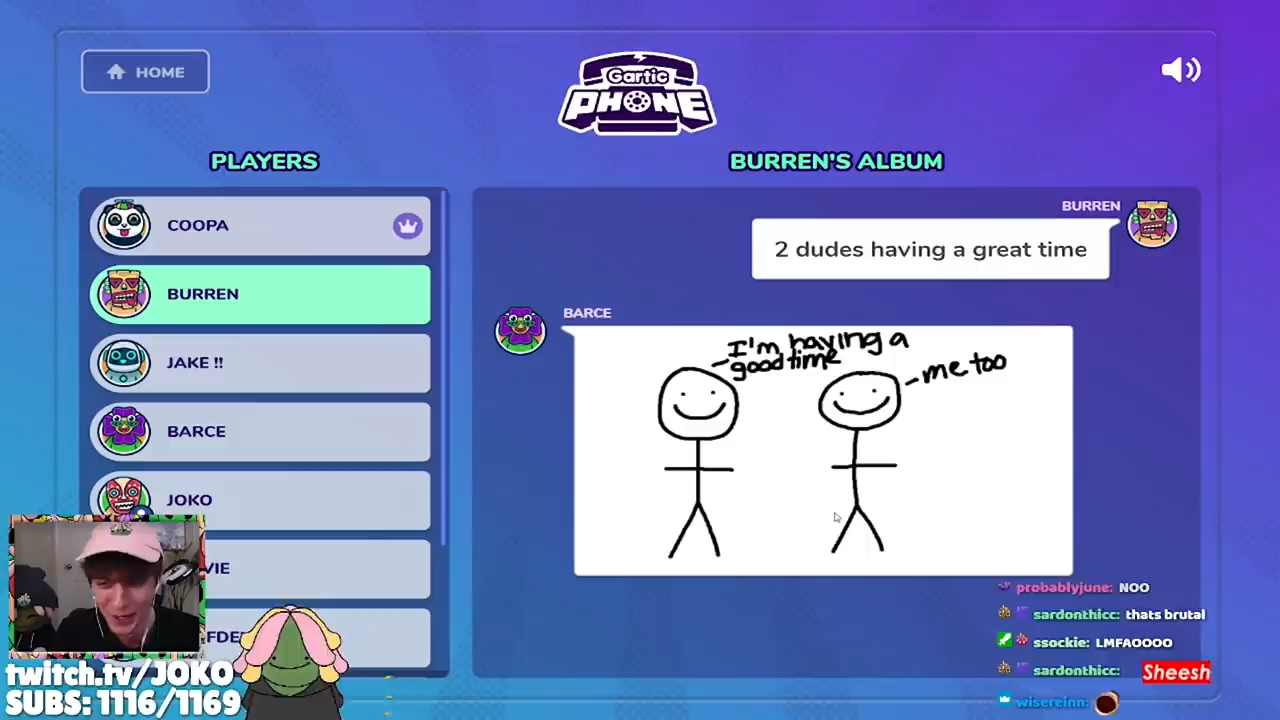 HOME
Gartic
PHONE
PLAYERS
BURREN'S ALBUM
COOPA
BURREN
JAKE !!
BARCE
JOKO
VIE
FDE
BURREN
2 dudes having a great time
BARCE
I'm having a
good time
me too
probablyjune: NOO
sardonthicc: thats brutal
ssockie: LMFAOOOO
sardonthicc: Sheesh
wisereinn:
twitch.tv/JOKO
SUBS: 1116/1169